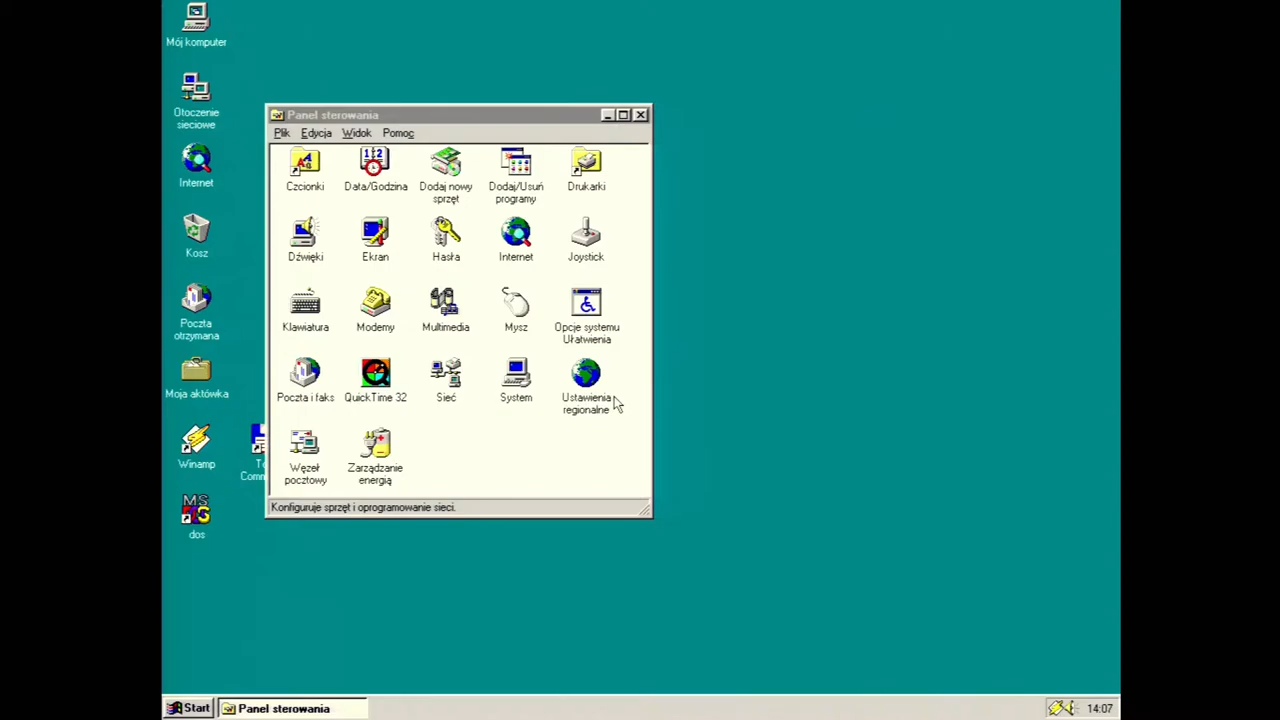 Mój komputer
Otoczenie
sieciowe
Internet
Kosz
Poczta
otrzymana
Moja aktówka
Winamp
MS
dos
Panel sterowania
Plik Edycja Widok Pomoc
Czcionki
Data/Godzina
Dodaj nowy
sprzęt
Dodaj/Usuń
programy
Drukarki
Dźwięki
Ekran
Hasła
Internet
Joystick
Klawiatura
Modemy
Multimedia
Mysz
Opcje systemu
Ułatwienia
Poczta i faks
QuickTime 32
Sieć
System
Ustawienia
regionalne
Węzeł
pocztowy
Zarządzanie
energią
Konfiguruje sprzęt i oprogramowanie sieci.
Start
Panel sterowania
14:07